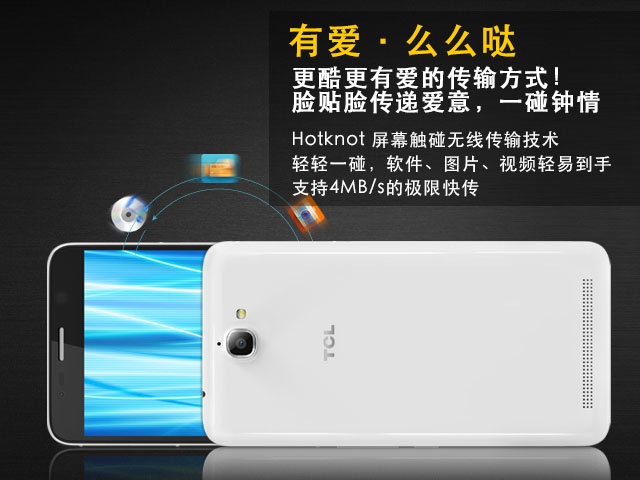 有爱·么么哒
更酷更有爱的传输方式！
脸贴脸传递爱意，一碰钟情
Hotknot 屏幕触碰无线传输技术
轻轻一碰，软件、图片、视频轻易到手
支持4MB/s的极限快传
TCL